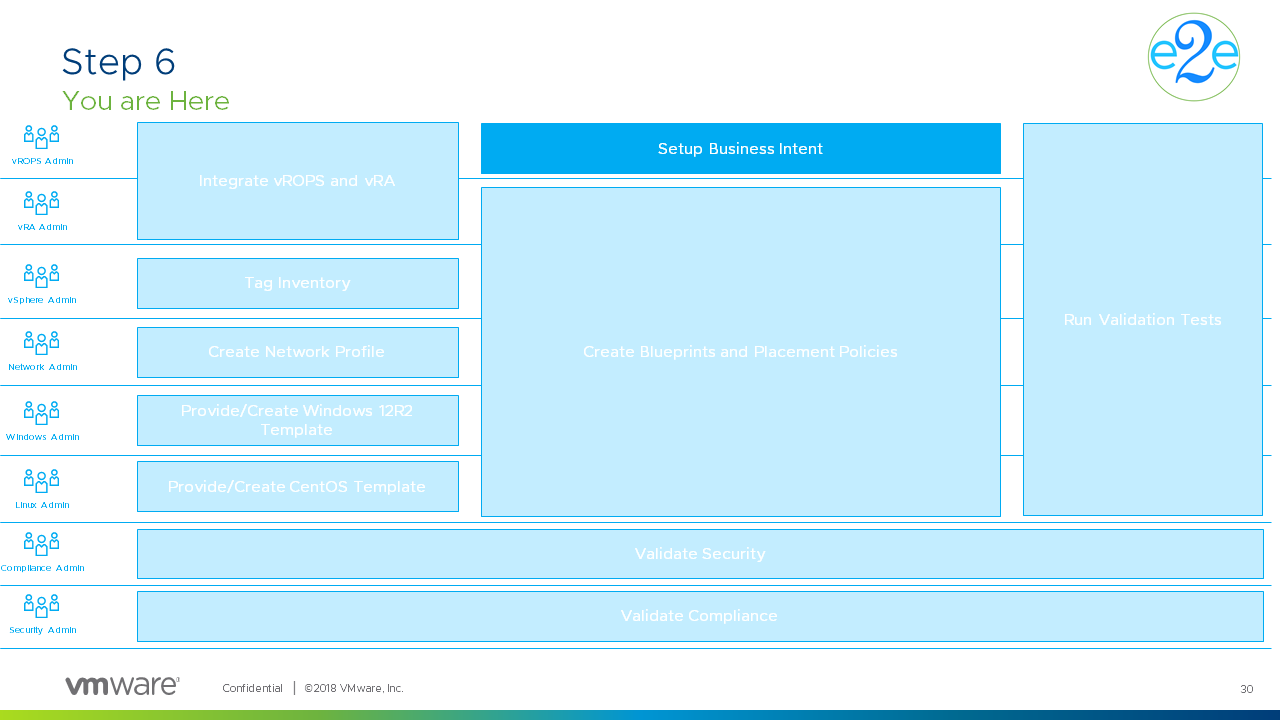 Step 6
You are Here
e2e
vROPS Admin
Integrate vROPS and vRA
Setup Business Intent
vRA Admin
vSphere Admin
Tag Inventory
Network Admin
Create Network Profile
Create Blueprints and Placement Policies
Run Validation Tests
Windows Admin
Provide/Create Windows 12R2
Template
Linux Admin
Provide/Create CentOS Template
Compliance Admin
Validate Security
Security Admin
Validate Compliance
vmware®
Confidential | ©2018 VMware, Inc.
30